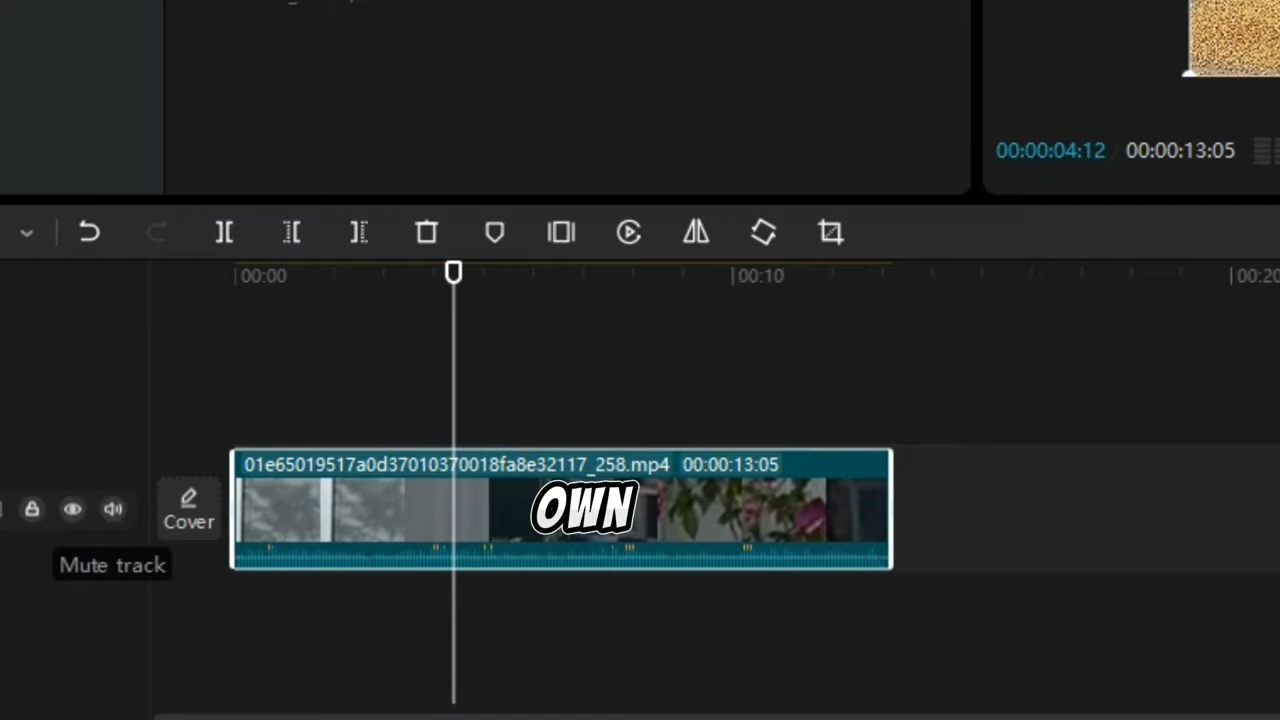 00:00:04:12 00:00:13:05
00:00 00:10 00:20
01e65019517a0d37010370018fa8e32117_258.mp4 00:00:13:05
OWN
Cover
Mute track